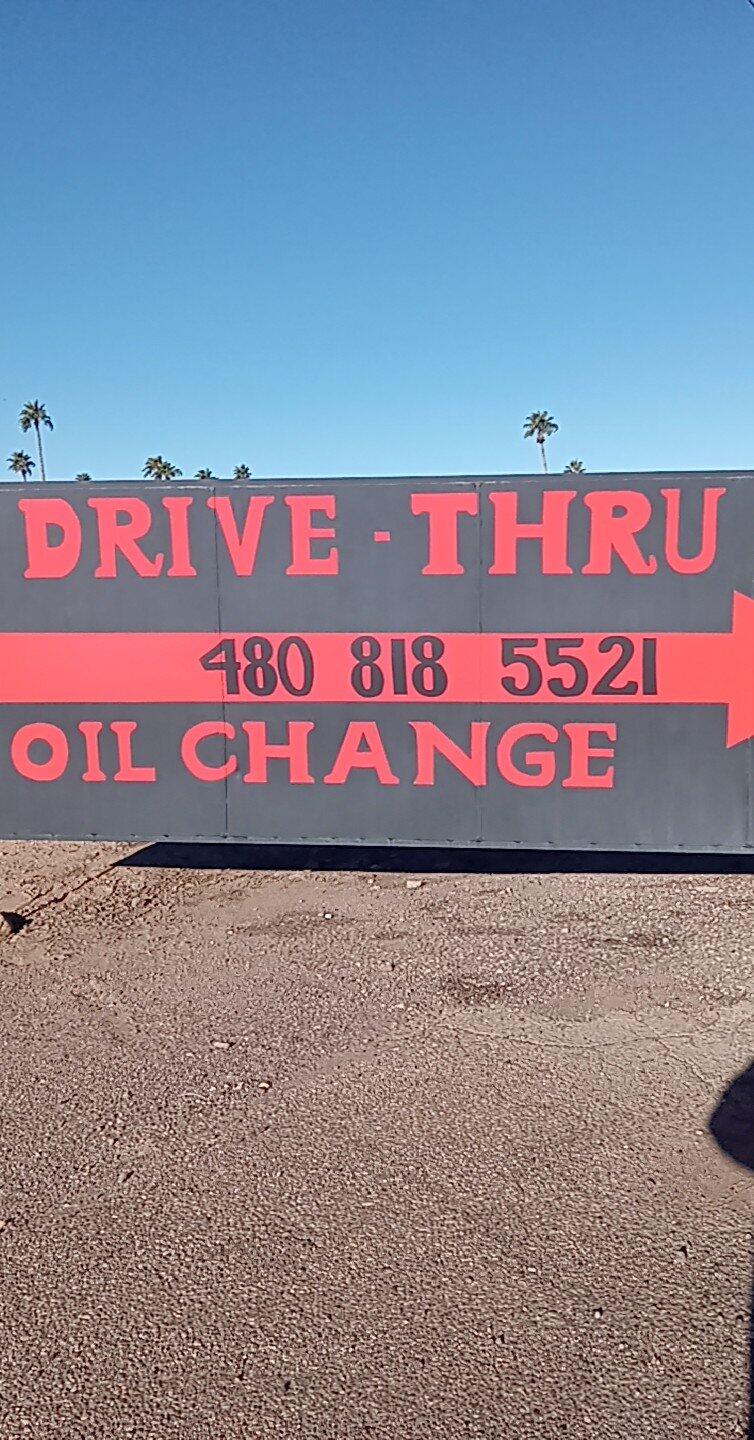 DRIVE-THRU
480 818 5521
OIL CHANGE